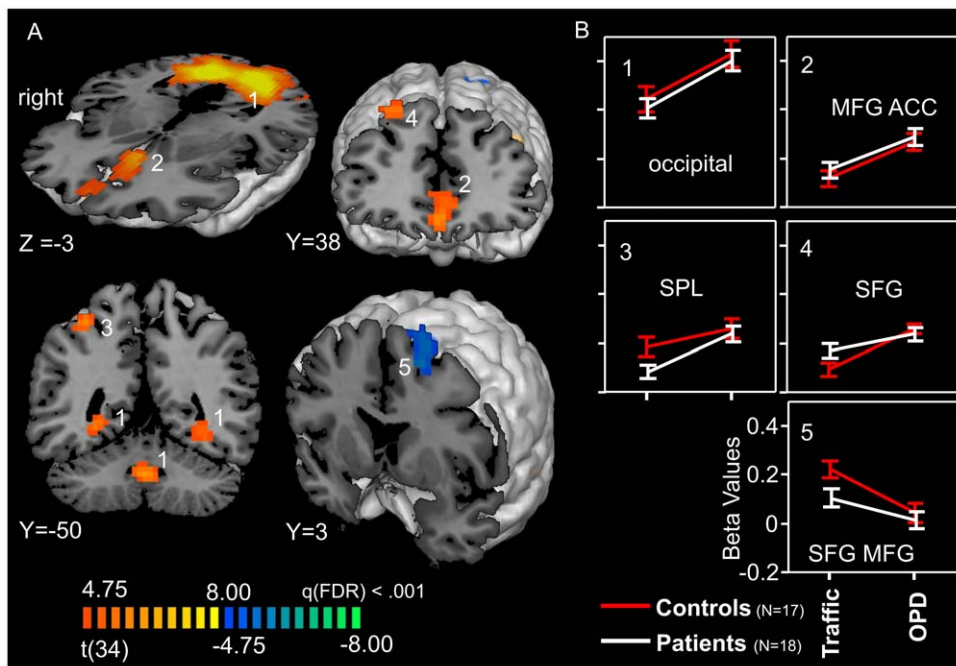 A
right
1
2
Z =-3
4
2
Y=38
3
1
1
1
Y=-50
5
Y=3
4.75
8.00
q(FDR) < .001
t(34)
-4.75
-8.00
B
1
occipital
2
MFG ACC
3
SPL
4
SFG
5
0.4
0.2
0
-0.2
Beta Values
SFG MFG
Traffic
OPD
Controls (N=17)
Patients (N=18)